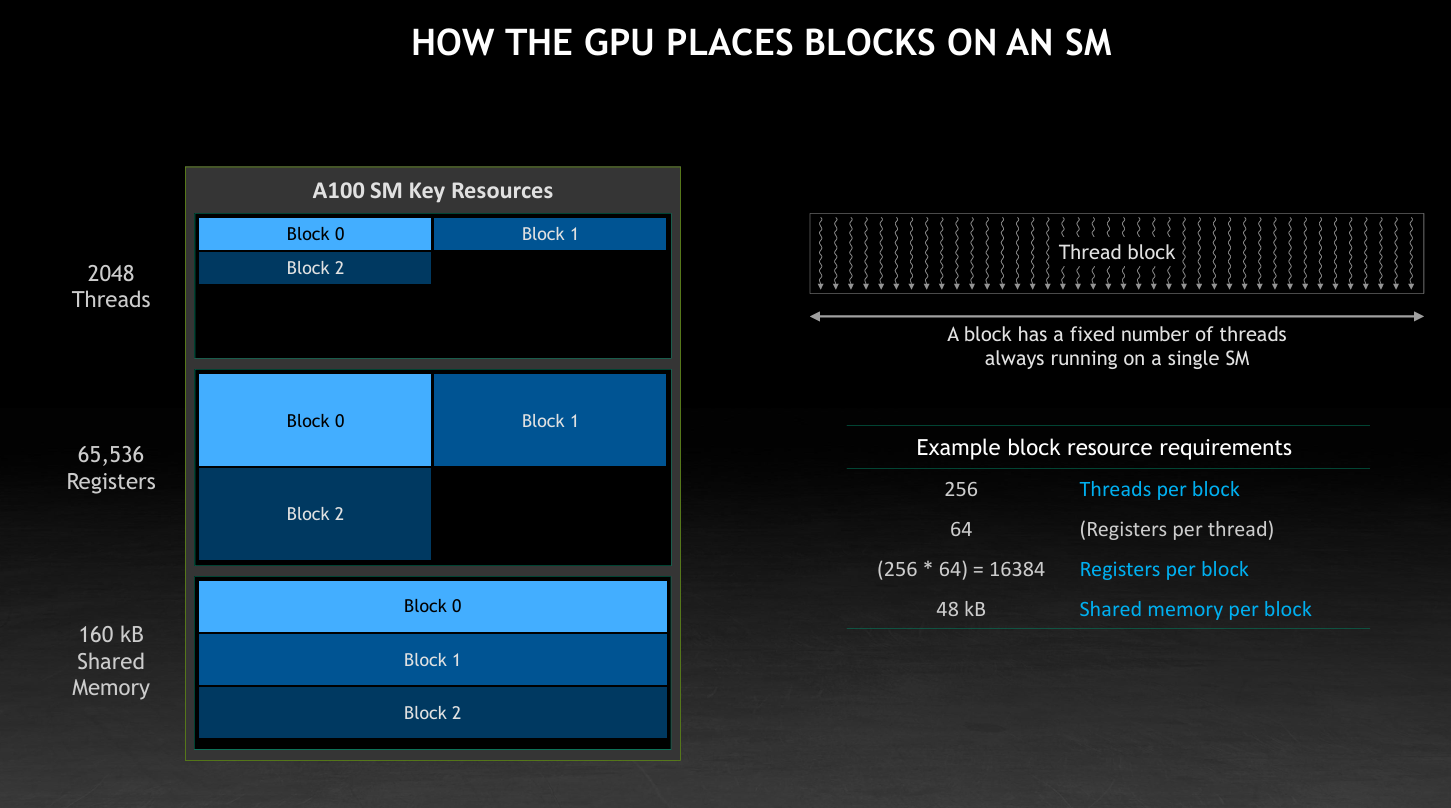 HOW THE GPU PLACES BLOCKS ON AN SM
A100 SM Key Resources
2048
Threads
Block 0
Block 1
Block 2
65,536
Registers
Block 0
Block 1
Block 2
160 kB
Shared
Memory
Block 0
Block 1
Block 2
Thread block
A block has a fixed number of threads
always running on a single SM
Example block resource requirements
256 Threads per block
64 (Registers per thread)
(256 * 64) = 16384 Registers per block
48 kB Shared memory per block